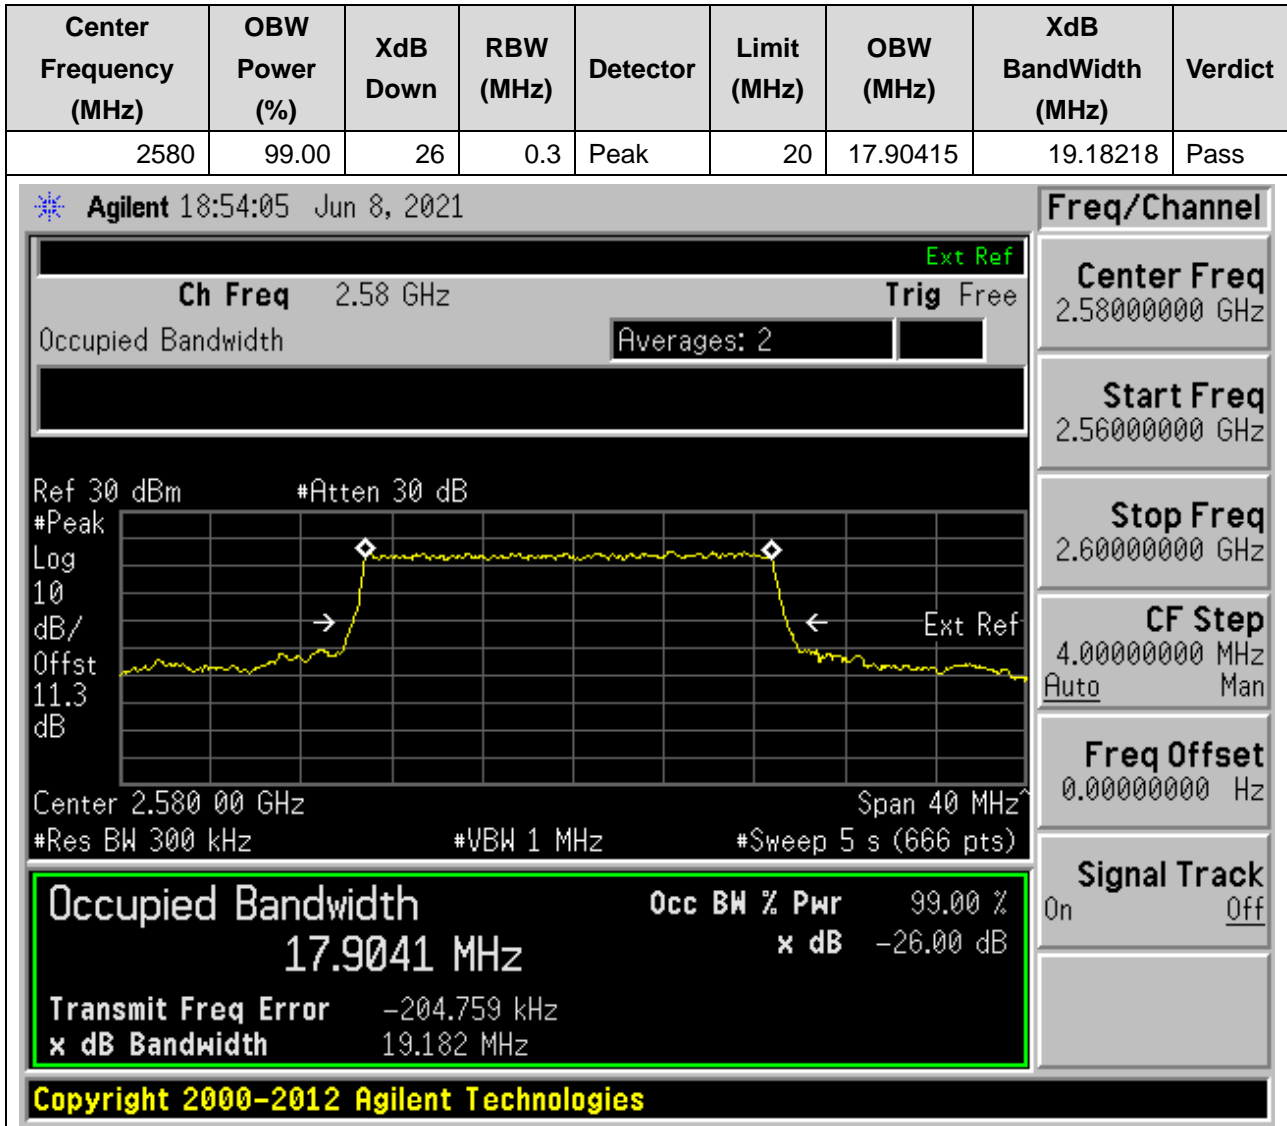 Center Frequency (MHz) OBW Power (%) XdB Down RBW (MHz) Detector Limit (MHz) OBW (MHz) XdB BandWidth (MHz) Verdict
2580 99.00 26 0.3 Peak 20 17.90415 19.18218 Pass
Agilent 18:54:05 Jun 8, 2021
Ext Ref
Ch Freq 2.58 GHz Trig Free
Occupied Bandwidth Averages: 2
Ref 30 dBm #Atten 30 dB
#Peak
Log
10
dB/
Offst
11.3
dB
Ext Ref
Center 2.580 00 GHz Span 40 MHz^
#Res BW 300 kHz #VBW 1 MHz #Sweep 5 s (666 pts)
Occupied Bandwidth Occ BW % Pwr 99.00 %
17.9041 MHz x dB -26.00 dB
Transmit Freq Error -204.759 kHz
x dB Bandwidth 19.182 MHz
Copyright 2000-2012 Agilent Technologies
Freq/Channel
Center Freq
2.58000000 GHz
Start Freq
2.56000000 GHz
Stop Freq
2.60000000 GHz
CF Step
4.00000000 MHz
Auto Man
Freq Offset
0.00000000 Hz
Signal Track
On Off